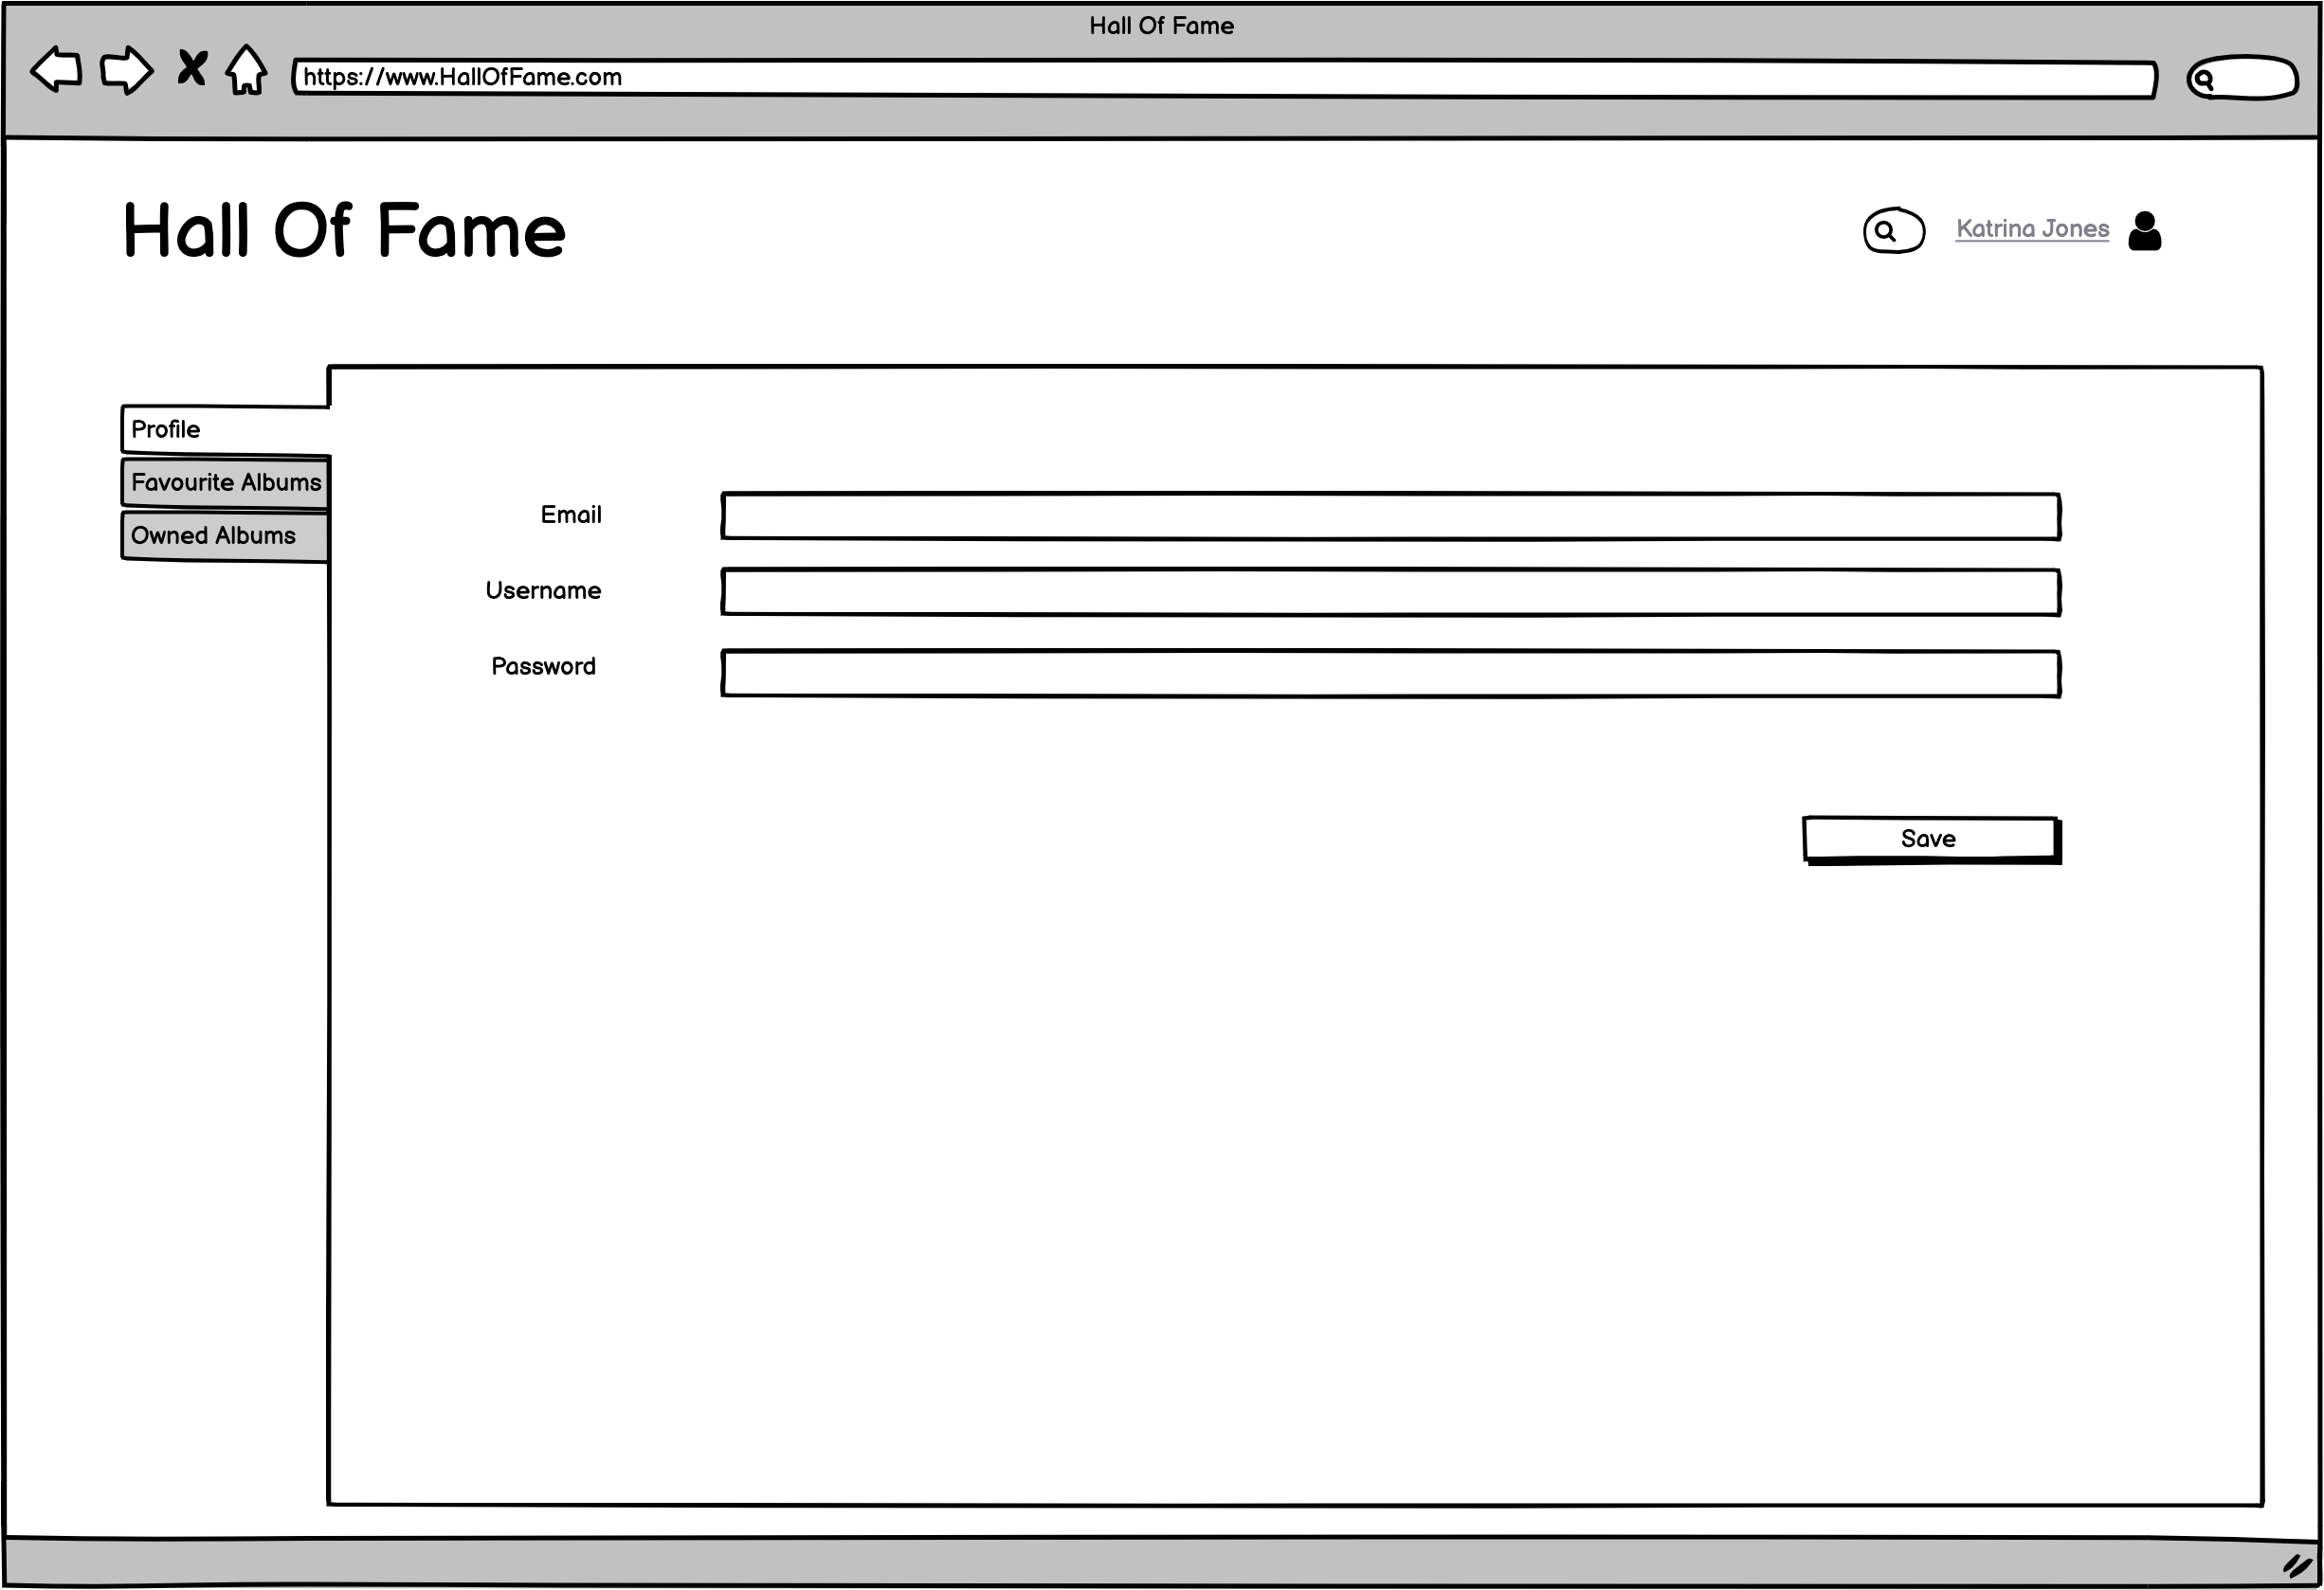 Hall Of Fame
https://www.HallOfFame.com
Hall Of Fame
Katrina Jones
Profile
Favourite Albums
Owned Albums
Email
Username
Password
Save